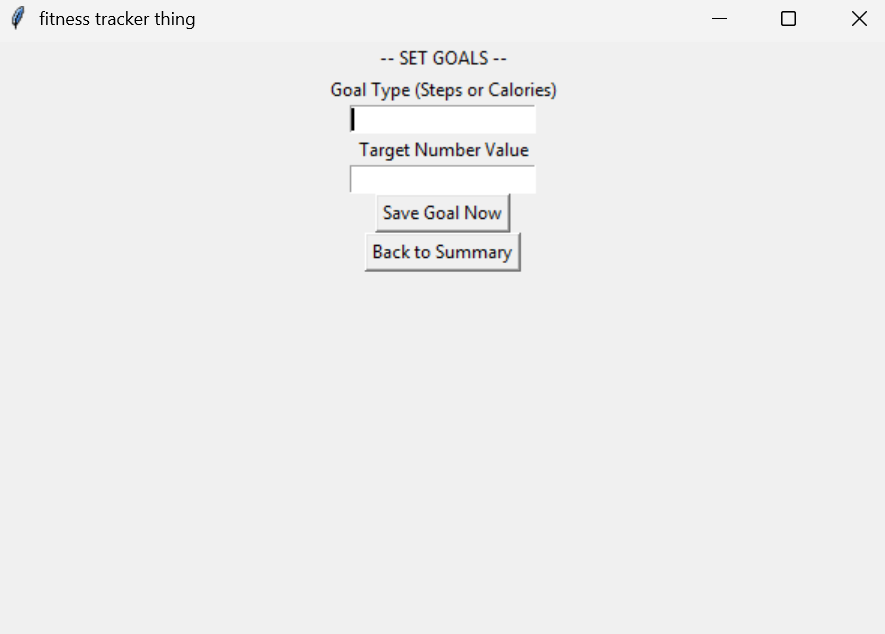 fitness tracker thing
-- SET GOALS --
Goal Type (Steps or Calories)
Target Number Value
Save Goal Now
Back to Summary